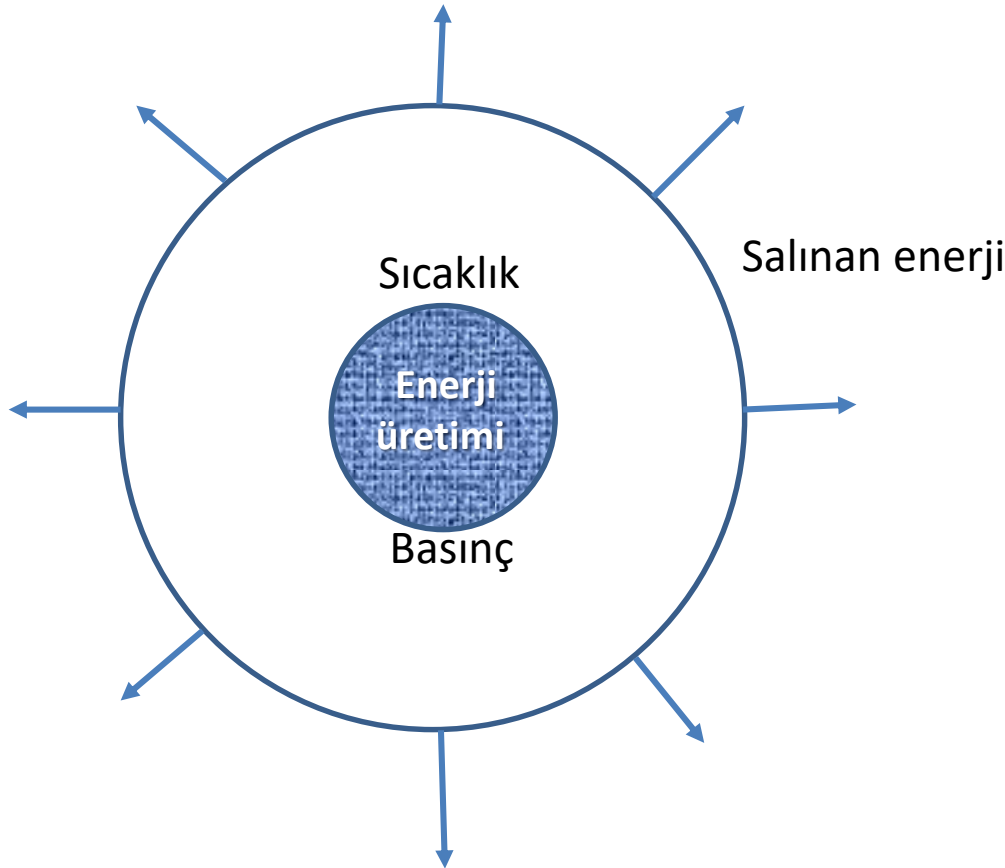 Salınan enerji
Sıcaklık
Enerji
üretimi
Basınç